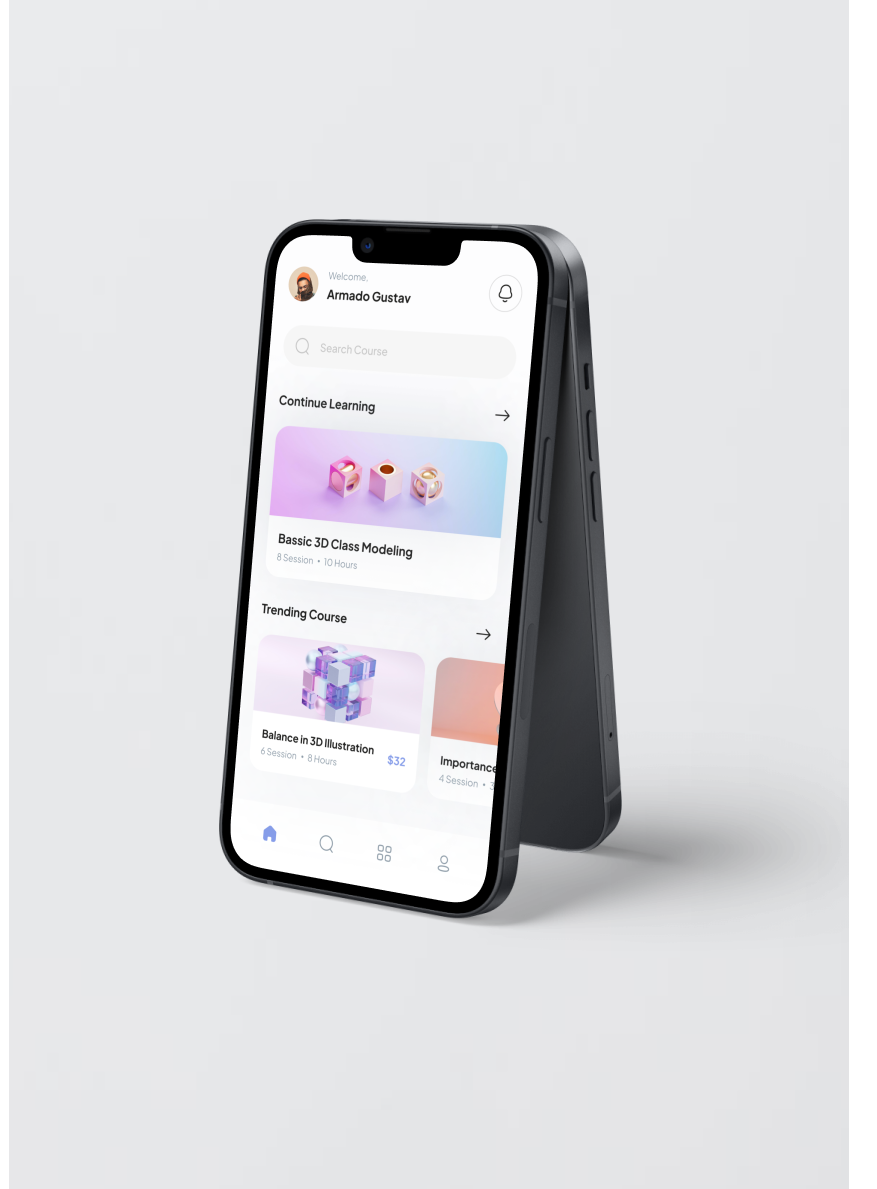 Welcome.
Armado Gustav
Search Course
Continue Learning
Bassic 3D Class Modeling
8 Session • 10 Hours
Trending Course
Balance in 3D Illustration
6 Session • 8 Hours
$32
Importance
4 Session • 3